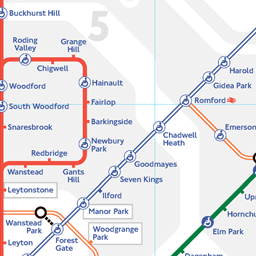 Buckhurst Hill
5
Roding
Valley
Grange
Hill
Chigwell
Harold
Gidea Park
Woodford
Hainault
South Woodford
Fairlop
Romford
Snaresbrook
Barkingside
Chadwell
Heath
Emerson
Newbury
Park
Redbridge
Goodmayes
Wanstead
Gants
Hill
Seven Kings
Leytonstone
Ilford
Upm
Manor Park
Hornchu
Wanstead
Park
Woodgrange
Park
Elm Park
Leyton
Forest
Gate
Dagenham